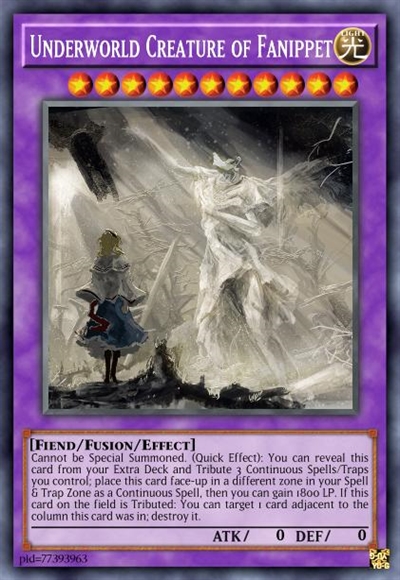 UNDERWORLD CREATURE OF FANIPPET
LIGHT
光
[FIEND/FUSION/EFFECT]
Cannot be Special Summoned. (Quick Effect): You can reveal this
card from your Extra Deck and Tribute 3 Continuous Spells/Traps
you control; place this card face-up in a different zone in your Spell
& Trap Zone as a Continuous Spell, then you can gain 1800 LP. If this
card on the field is Tributed: You can target 1 card adjacent to the
column this card was in; destroy it.
ATK / 0 DEF / 0
pid=77393963